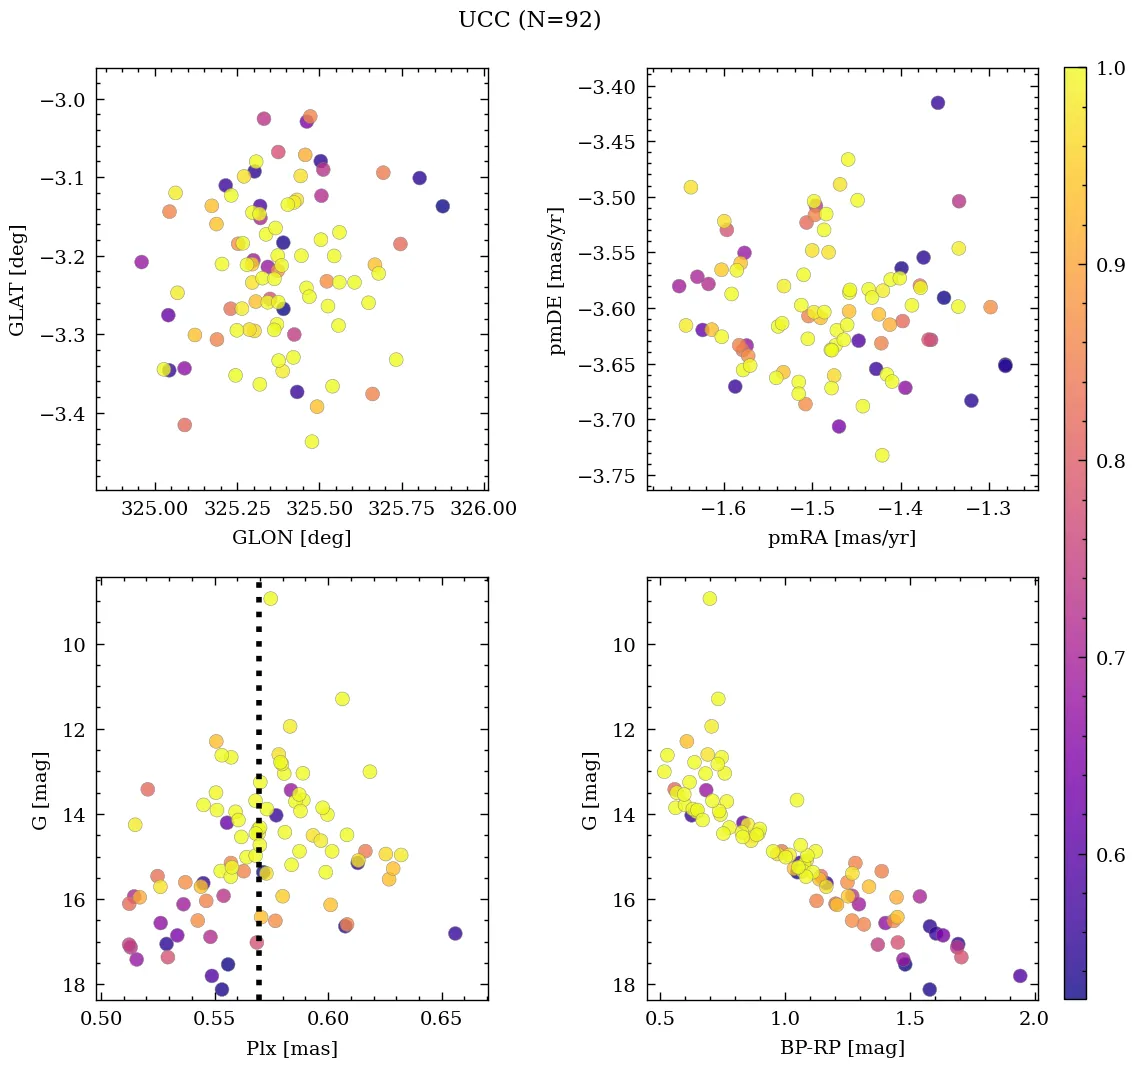 UCC (N=92)
−3.0
−3.1
−3.2
−3.3
−3.4
GLAT [deg]
325.00 325.25 325.50 325.75 326.00
GLON [deg]
−3.40
−3.45
−3.50
−3.55
−3.60
−3.65
−3.70
−3.75
pmDE [mas/yr]
−1.6 −1.5 −1.4 −1.3
pmRA [mas/yr]
10
12
14
16
18
G [mag]
0.50 0.55 0.60 0.65
Plx [mas]
10
12
14
16
18
G [mag]
0.5 1.0 1.5 2.0
BP-RP [mag]
1.0
0.9
0.8
0.7
0.6